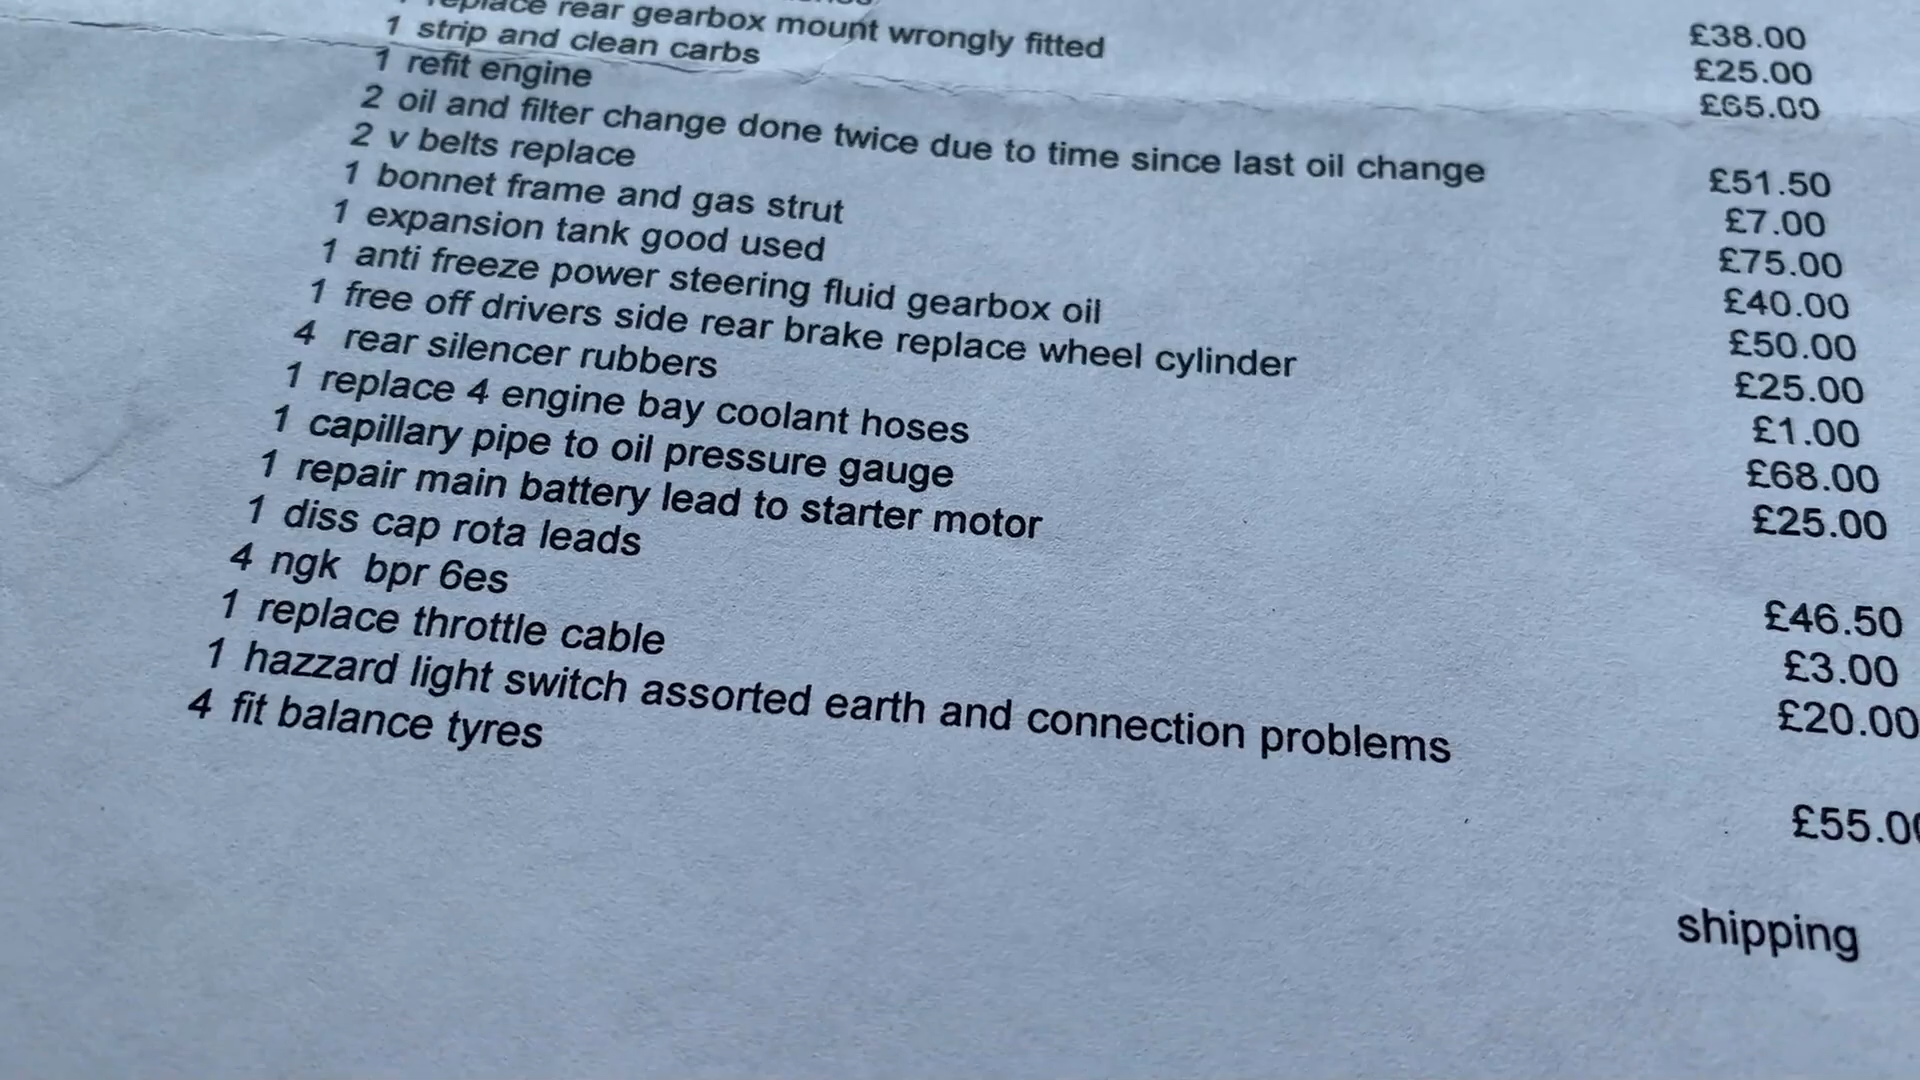 replace rear gearbox mount wrongly fitted £38.00
1 strip and clean carbs £25.00
1 refit engine £65.00
2 oil and filter change done twice due to time since last oil change £51.50
2 v belts replace £7.00
1 bonnet frame and gas strut £75.00
1 expansion tank good used £40.00
1 anti freeze power steering fluid gearbox oil £50.00
1 free off drivers side rear brake replace wheel cylinder £25.00
4 rear silencer rubbers £1.00
1 replace 4 engine bay coolant hoses £68.00
1 capillary pipe to oil pressure gauge £25.00
1 repair main battery lead to starter motor
1 diss cap rota leads £46.50
4 ngk bpr 6es £3.00
1 replace throttle cable £20.00
1 hazzard light switch assorted earth and connection problems
4 fit balance tyres £55.00
shipping